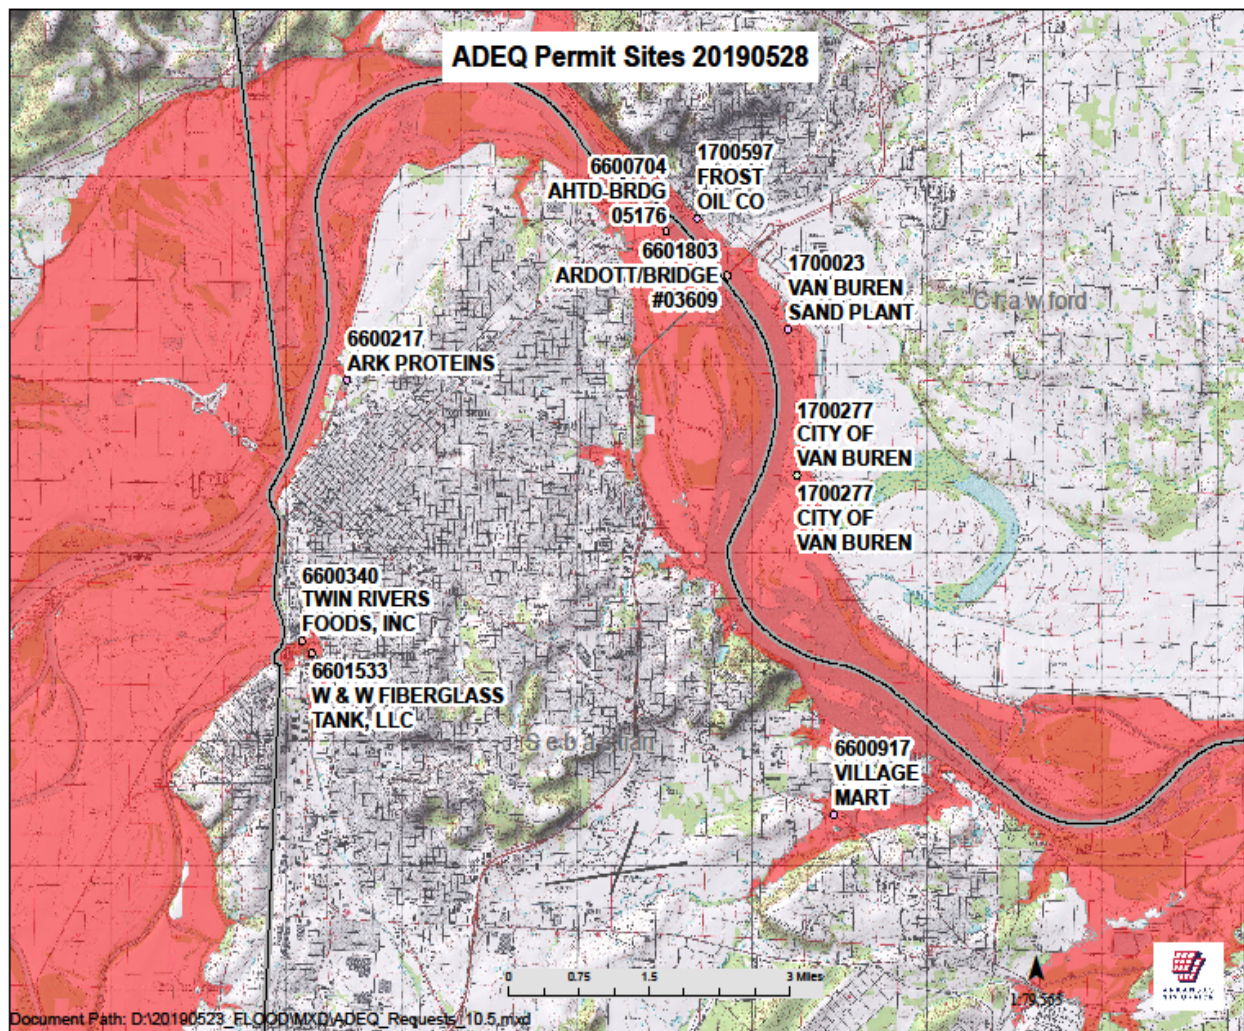 ADEQ Permit Sites 20190528
6600704
AHTD-BRDG
05176
1700597
FROST
OIL CO
6601803
ARDOTT/BRIDGE
#03609
1700023
VAN BUREN
SAND PLANT
Crawford
6600217
ARK PROTEINS
1700277
CITY OF
VAN BUREN
1700277
CITY OF
VAN BUREN
6600340
TWIN RIVERS
FOODS, INC
6601533
W & W FIBERGLASS
TANK, LLC
Sebastian
6600917
VILLAGE
MART
0 0.75 1.5 3 Miles
1:79,565
Document Path: D:\20190523_FLOOD\MXD\ADEQ_Requests_10.5.mxd